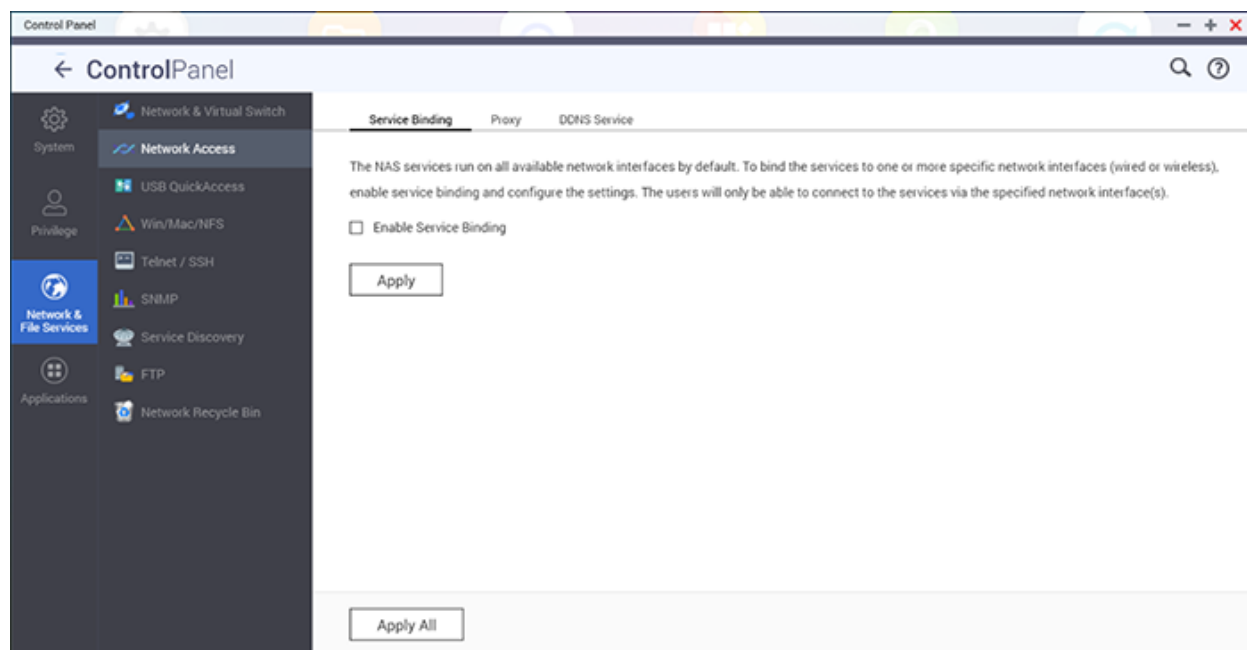 Control Panel
ControlPanel
System
Privilege
Network &
File Services
Applications
Network & Virtual Switch
Network Access
USB QuickAccess
Win/Mac/NFS
Telnet / SSH
SNMP
Service Discovery
FTP
Network Recycle Bin
Service Binding Proxy DDNS Service
The NAS services run on all available network interfaces by default. To bind the services to one or more specific network interfaces (wired or wireless),
enable service binding and configure the settings. The users will only be able to connect to the services via the specified network interface(s).
Enable Service Binding
Apply
Apply All